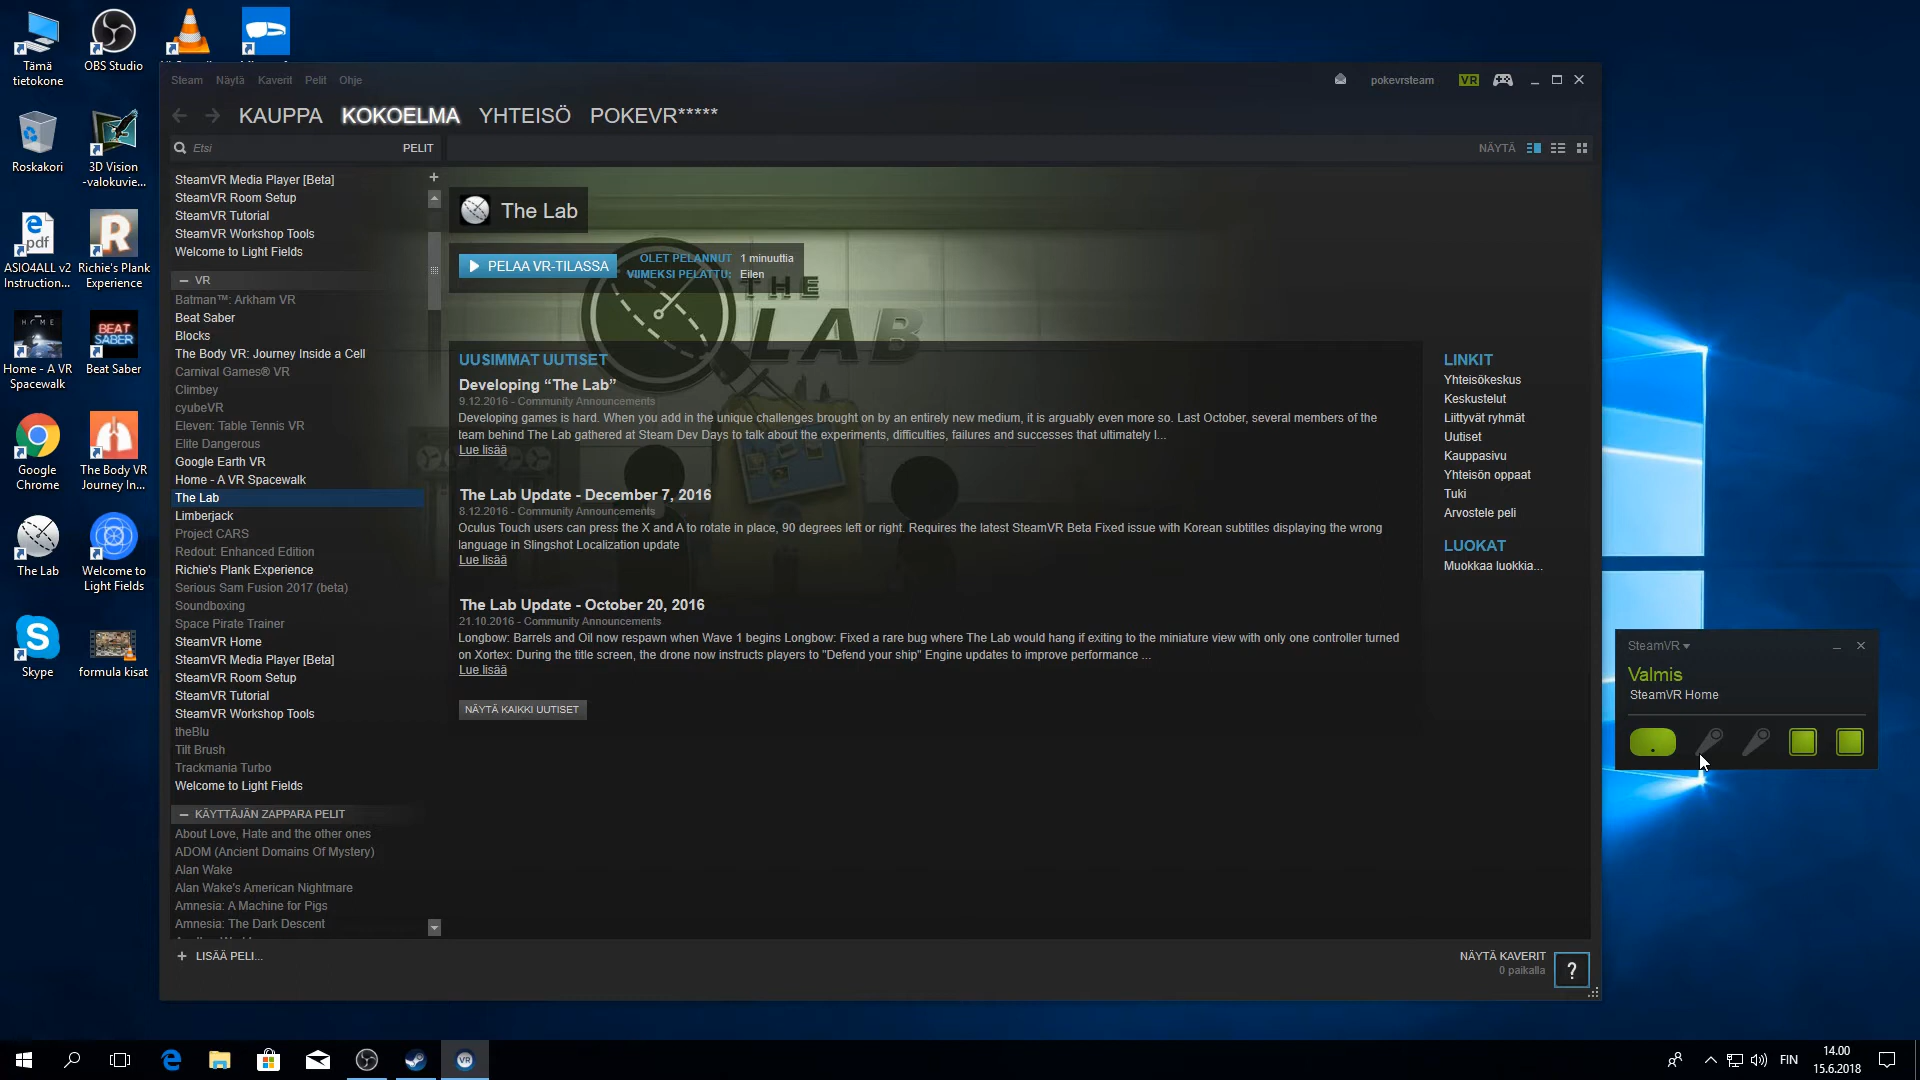 Tämä
tietokone
OBS Studio
Roskakori
3D Vision
-valokuvie...
ASIO4ALL v2
Instruction...
Richie's Plank
Experience
Home - A VR
Spacewalk
Beat Saber
Google
Chrome
The Body VR
Journey In...
The Lab
Welcome to
Light Fields
Skype
formula kisat
Steam Näytä Kaverit Pelit Ohje
pokevrsteam
VR
KAUPPA KOKOELMA YHTEISÖ POKEVR*****
Etsi
PELIT
NÄYTÄ
SteamVR Media Player [Beta]
SteamVR Room Setup
SteamVR Tutorial
SteamVR Workshop Tools
Welcome to Light Fields
VR
Batman™: Arkham VR
Beat Saber
Blocks
The Body VR: Journey Inside a Cell
Carnival Games® VR
Climbey
cyubeVR
Eleven: Table Tennis VR
Elite Dangerous
Google Earth VR
Home - A VR Spacewalk
The Lab
Limberjack
Project CARS
Redout: Enhanced Edition
Richie's Plank Experience
Serious Sam Fusion 2017 (beta)
Soundboxing
Space Pirate Trainer
SteamVR Home
SteamVR Media Player [Beta]
SteamVR Room Setup
SteamVR Tutorial
SteamVR Workshop Tools
theBlu
Tilt Brush
Trackmania Turbo
Welcome to Light Fields
KÄYTTÄJÄN ZAPPARA PELIT
About Love, Hate and the other ones
ADOM (Ancient Domains Of Mystery)
Alan Wake
Alan Wake's American Nightmare
Amnesia: A Machine for Pigs
Amnesia: The Dark Descent
+ LISÄÄ PELI...
The Lab
PELAA VR-TILASSA
OLET PELANNUT 1 minuuttia
VIIMEKSI PELATTU: Eilen
THE
LAB
UUSIMMAT UUTISET
Developing “The Lab”
9.12.2016 - Community Announcements
Developing games is hard. When you add in the unique challenges brought on by an entirely new medium, it is arguably even more so. Last October, several members of the
team behind The Lab gathered at Steam Dev Days to talk about the experiments, difficulties, failures and successes that ultimately l...
Lue lisää
The Lab Update - December 7, 2016
8.12.2016 - Community Announcements
Oculus Touch users can press the X and A to rotate in place, 90 degrees left or right. Requires the latest SteamVR Beta Fixed issue with Korean subtitles displaying the wrong
language in Slingshot Localization update
Lue lisää
The Lab Update - October 20, 2016
21.10.2016 - Community Announcements
Longbow: Barrels and Oil now respawn when Wave 1 begins Longbow: Fixed a rare bug where The Lab would hang if exiting to the miniature view with only one controller turned
on Xortex: During the title screen, the drone now instructs players to "Defend your ship" Engine updates to improve performance ...
Lue lisää
NÄYTÄ KAIKKI UUTISET
LINKIT
Yhteisökeskus
Keskustelut
Liittyvät ryhmät
Uutiset
Kauppasivu
Yhteisön oppaat
Tuki
Arvostele peli
LUOKAT
Muokkaa luokkia...
NÄYTÄ KAVERIT
0 paikalla
?
SteamVR
Valmis
SteamVR Home
FIN
14.00
15.6.2018